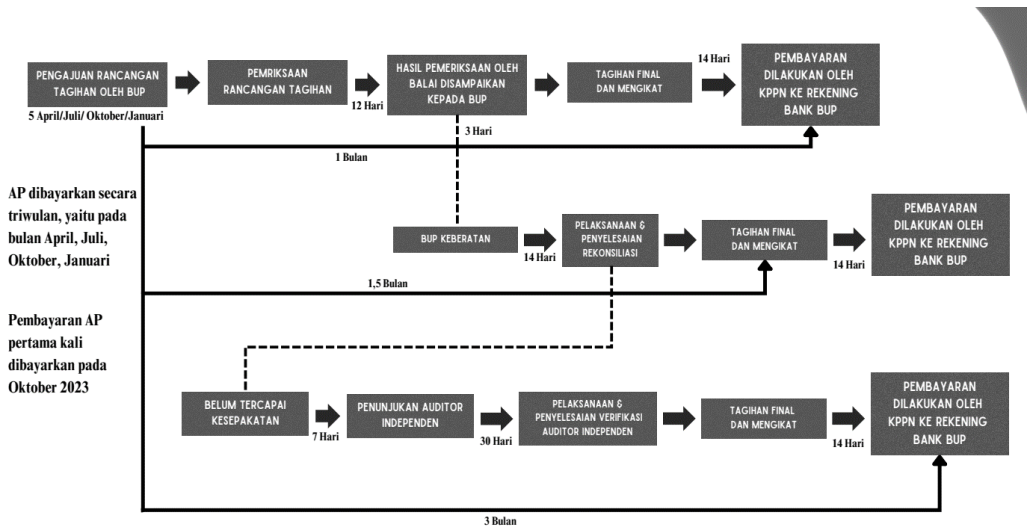 PENGAJUAN RANCANGAN
TAGIHAN OLEH BUP
5 April/Juli/ Oktober/Januari
PEMRIKSAAN
RANCANGAN TAGIHAN
12 Hari
HASIL PEMERIKSAAN OLEH
BALAI DISAMPAIKAN
KEPADA BUP
TAGIHAN FINAL
DAN MENGIKAT
14 Hari
PEMBAYARAN
DILAKUKAN OLEH
KPPN KE REKENING
BANK BUP
3 Hari
1 Bulan
AP dibayarkan secara
triwulan, yaitu pada
bulan April, Juli,
Oktober, Januari
BUP KEBERATAN
14 Hari
PELAKSANAAN &
PENYELESAIAN
REKONSILIASI
TAGIHAN FINAL
DAN MENGIKAT
14 Hari
PEMBAYARAN
DILAKUKAN OLEH
KPPN KE REKENING
BANK BUP
1,5 Bulan
Pembayaran AP
pertama kali
dibayarkan pada
Oktober 2023
BELUM TERCAPAI
KESEPAKATAN
7 Hari
PENUNJUKAN AUDITOR
INDEPENDEN
30 Hari
PELAKSANAAN &
PENYELESAIAN VERIFIKASI
AUDITOR INDEPENDEN
TAGIHAN FINAL
DAN MENGIKAT
14 Hari
PEMBAYARAN
DILAKUKAN OLEH
KPPN KE REKENING
BANK BUP
3 Bulan